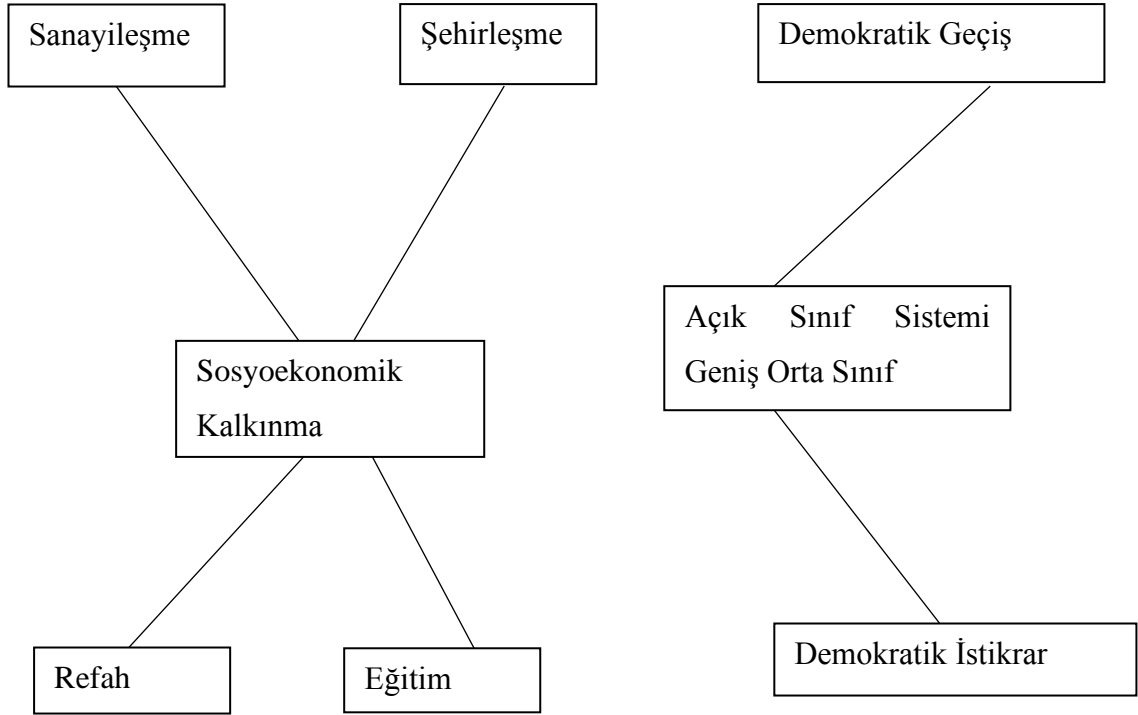 Sanayileşme
Şehirleşme
Demokratik Geçiş
Açık Sınıf Sistemi
Geniş Orta Sınıf
Sosyoekonomik
Kalkınma
Refah
Eğitim
Demokratik İstikrar